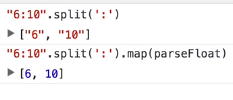 "6:10".split(':')
▶ ["6", "10"]
"6:10".split(':').map(parseFloat)
▶ [6, 10]